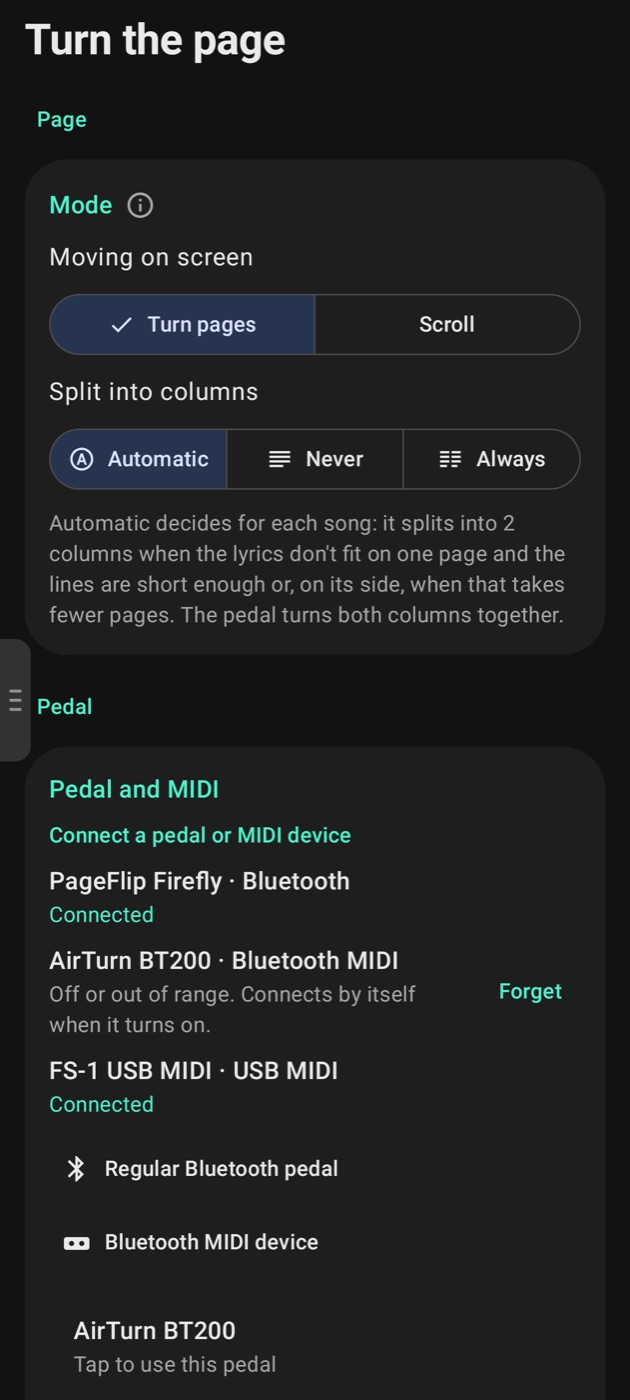 Turn the page
Page
Mode
Moving on screen
Turn pages
Scroll
Split into columns
Automatic
Never
Always
Automatic decides for each song: it splits into 2
columns when the lyrics don't fit on one page and the
lines are short enough or, on its side, when that takes
fewer pages. The pedal turns both columns together.
Pedal
Pedal and MIDI
Connect a pedal or MIDI device
PageFlip Firefly · Bluetooth
Connected
AirTurn BT200 · Bluetooth MIDI
Off or out of range. Connects by itself
when it turns on.
Forget
FS-1 USB MIDI · USB MIDI
Connected
Regular Bluetooth pedal
Bluetooth MIDI device
AirTurn BT200
Tap to use this pedal